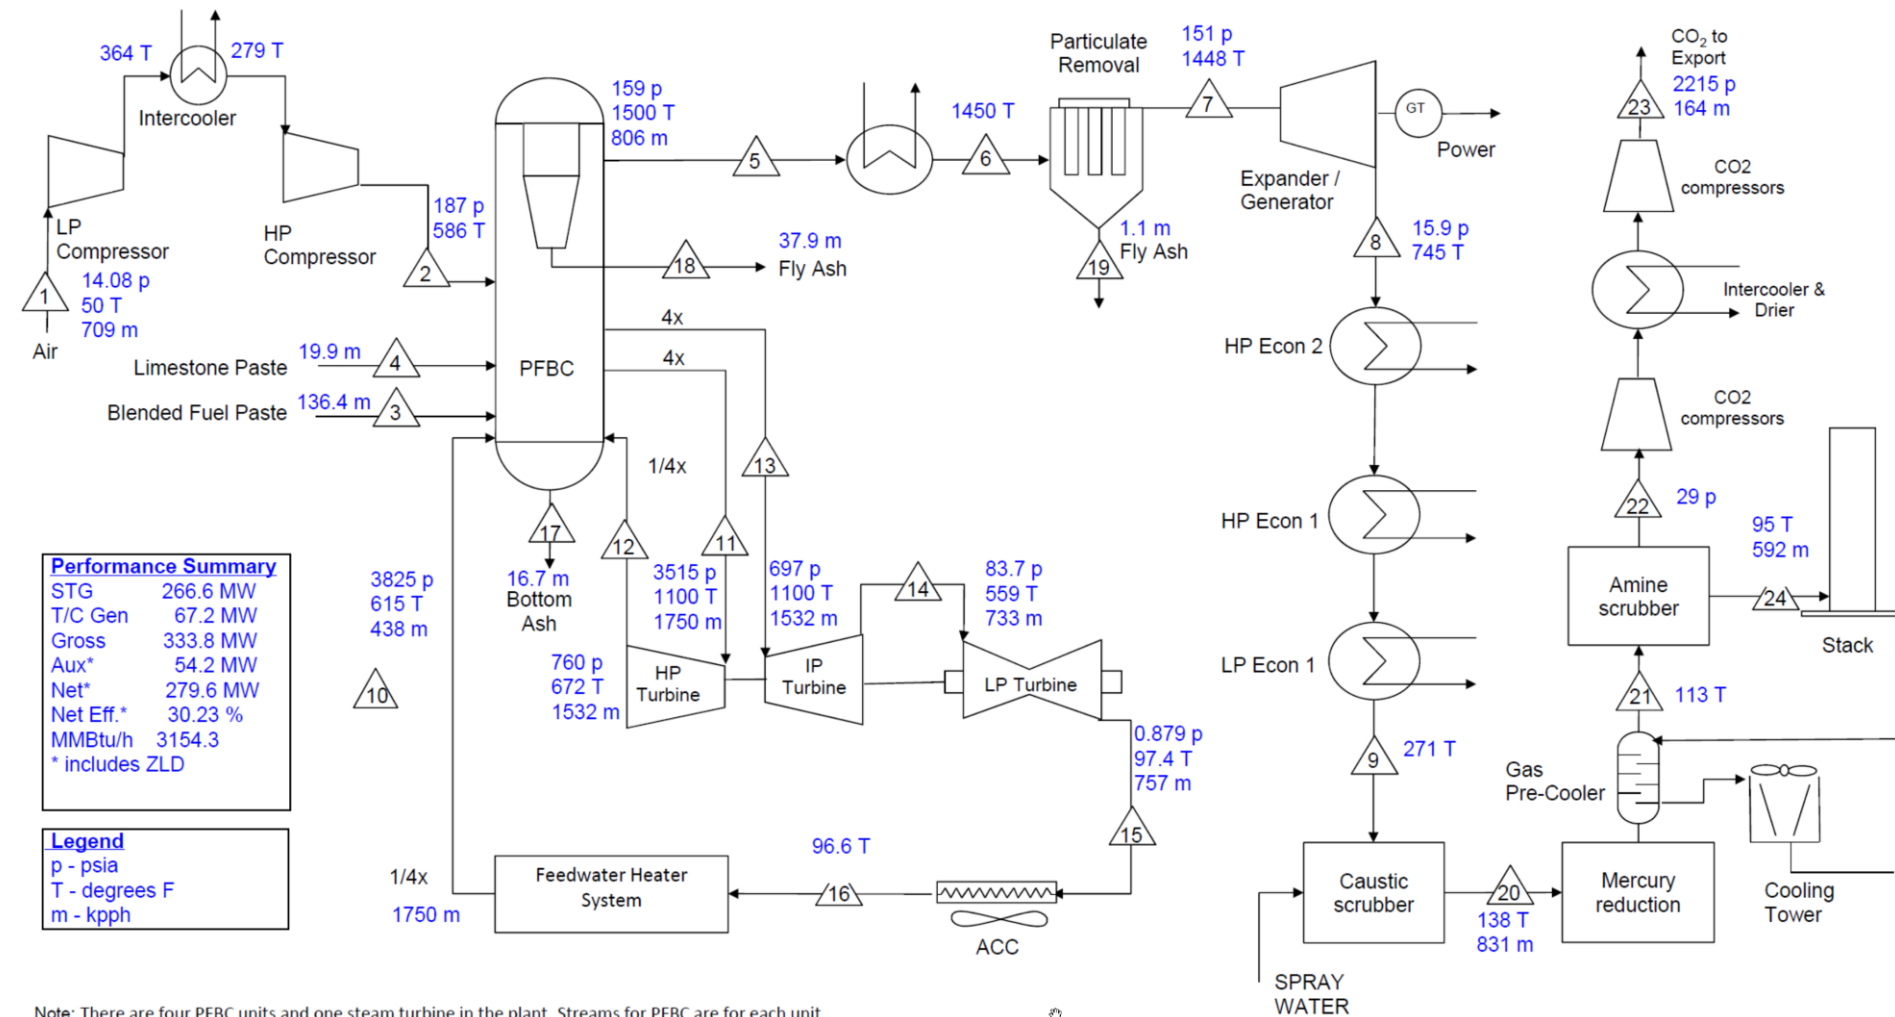 364 T
279 T
Intercooler
LP
Compressor
HP
Compressor
187 p
586 T
1
14.08 p
50 T
709 m
Air
2
Limestone Paste
19.9 m
4
Blended Fuel Paste
136.4 m
3
PFBC
159 p
1500 T
806 m
5
1450 T
6
Particulate
Removal
151 p
1448 T
7
GT
Power
Expander /
Generator
18
37.9 m
Fly Ash
1.1 m
Fly Ash
19
8
15.9 p
745 T
4x
4x
1/4x
13
12
11
17
16.7 m
Bottom
Ash
3515 p
1100 T
1750 m
697 p
1100 T
1532 m
14
83.7 p
559 T
733 m
3825 p
615 T
438 m
10
760 p
672 T
1532 m
HP
Turbine
IP
Turbine
LP Turbine
0.879 p
97.4 T
757 m
15
96.6 T
16
ACC
Feedwater Heater
System
1/4x
1750 m
HP Econ 2
HP Econ 1
LP Econ 1
9
271 T
Caustic
scrubber
SPRAY
WATER
20
138 T
831 m
Mercury
reduction
Gas
Pre-Cooler
Cooling
Tower
21
113 T
Amine
scrubber
24
95 T
592 m
Stack
22
29 p
CO2
compressors
Intercooler &
Drier
CO2
compressors
23
CO₂ to
Export
2215 p
164 m
Performance Summary
STG 266.6 MW
T/C Gen 67.2 MW
Gross 333.8 MW
Aux* 54.2 MW
Net* 279.6 MW
Net Eff.* 30.23 %
MMBtu/h 3154.3
* includes ZLD
Legend
p - psia
T - degrees F
m - kpph
Note: There are four PFBC units and one steam turbine in the plant. Streams for PFBC are for each unit